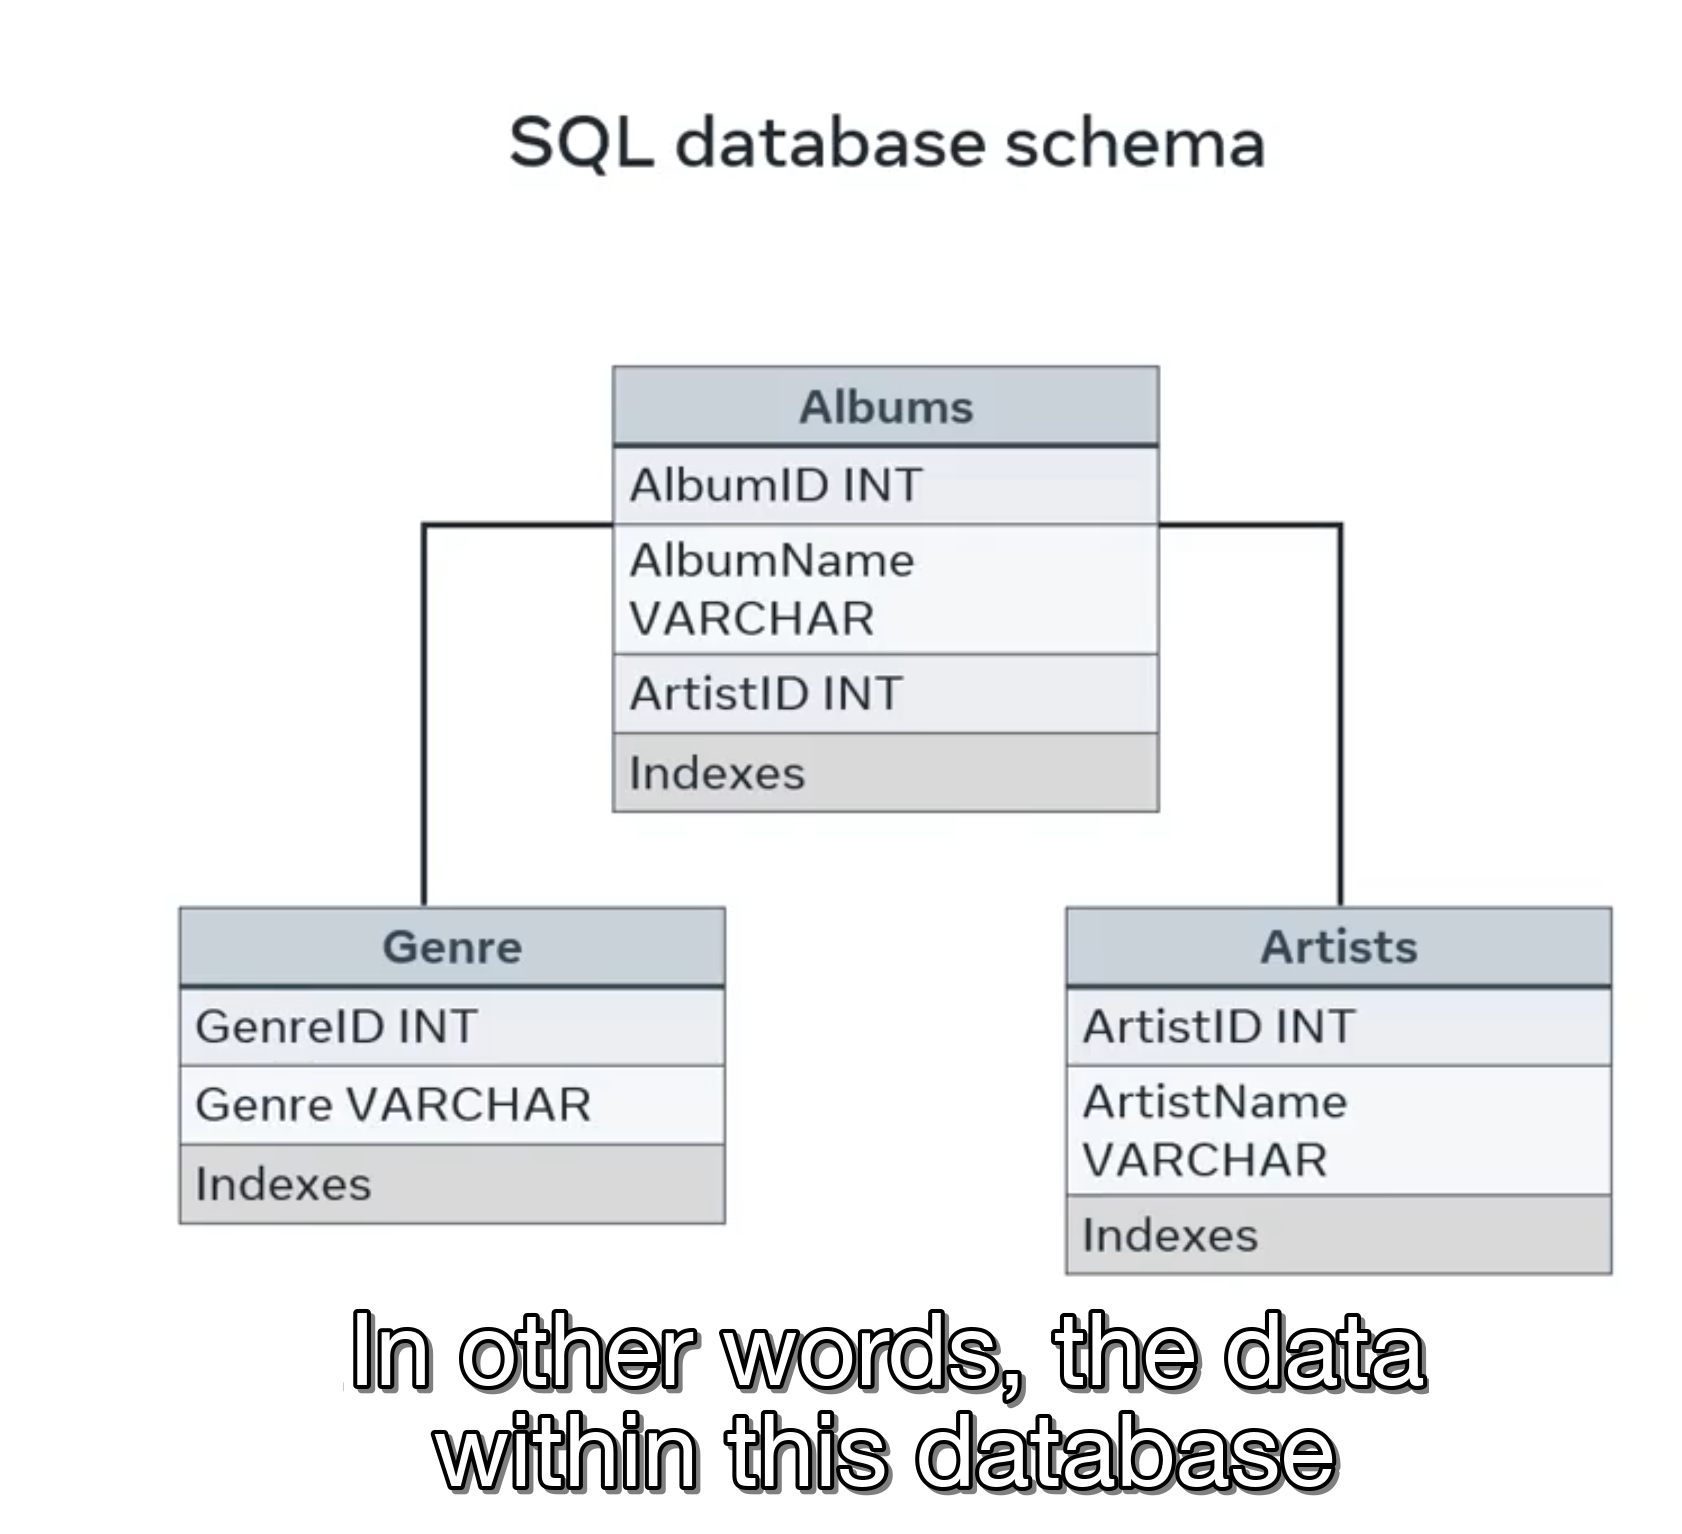 SQL database schema
Albums
AlbumID INT
AlbumName
VARCHAR
ArtistID INT
Indexes
Genre
GenreID INT
Genre VARCHAR
Indexes
Artists
ArtistID INT
ArtistName
VARCHAR
Indexes
In other words, the data
within this database